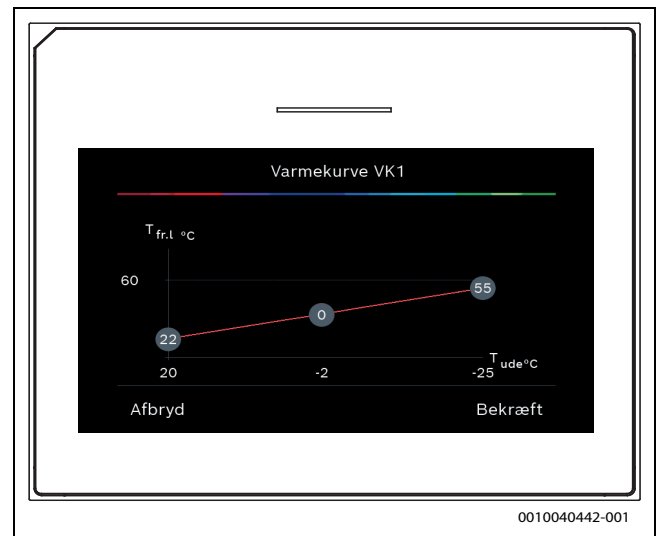 Varmekurve VK1
T fr.l °C
60
55
0
22
T ude°C
20 -2 -25
Afbryd Bekræft
0010040442-001